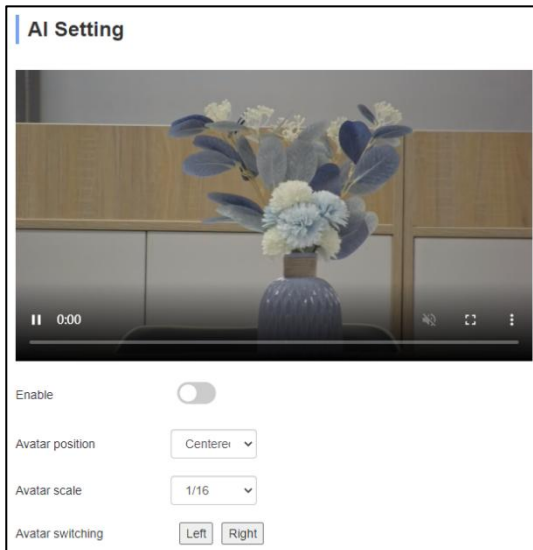 AI Setting
0:00
Enable
Avatar position
Centere
Avatar scale
1/16
Avatar switching
Left Right